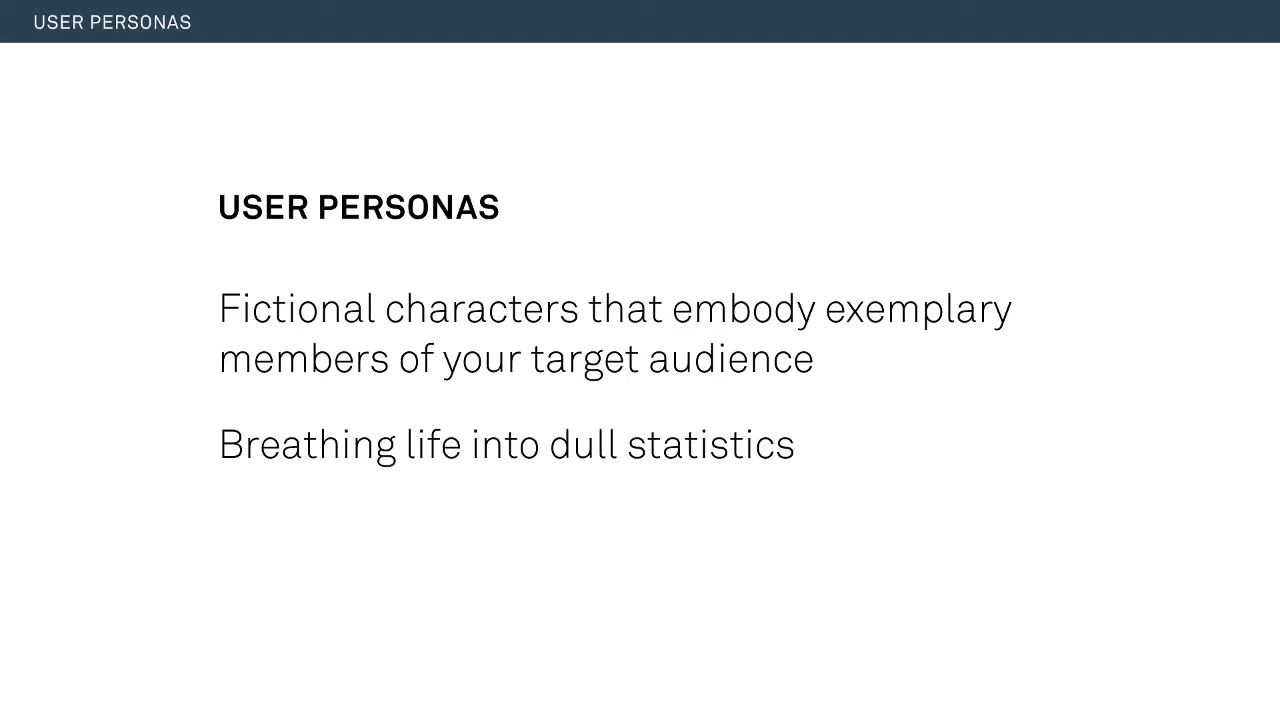 USER PERSONAS
USER PERSONAS
Fictional characters that embody exemplary
members of your target audience
Breathing life into dull statistics